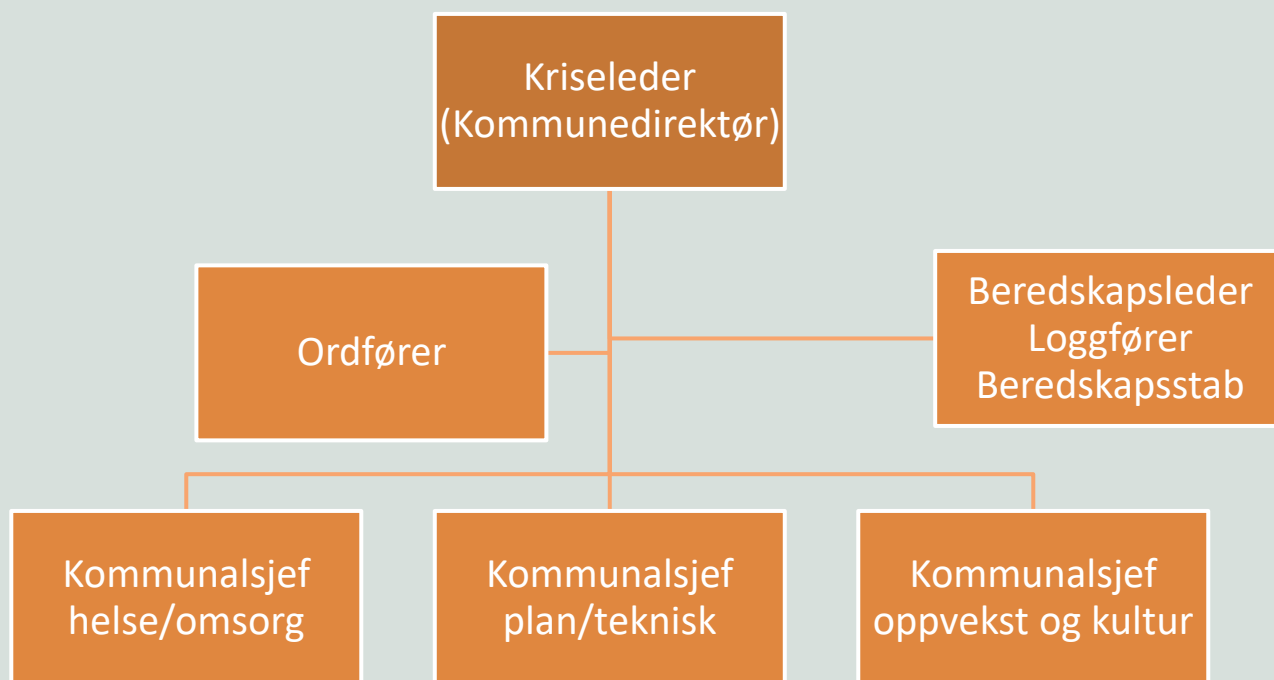 Kriseleder
(Kommunedirektør)
Ordfører
Beredskapsleder
Loggfører
Beredskapsstab
Kommunalsjef
helse/omsorg
Kommunalsjef
plan/teknisk
Kommunalsjef
oppvekst og kultur